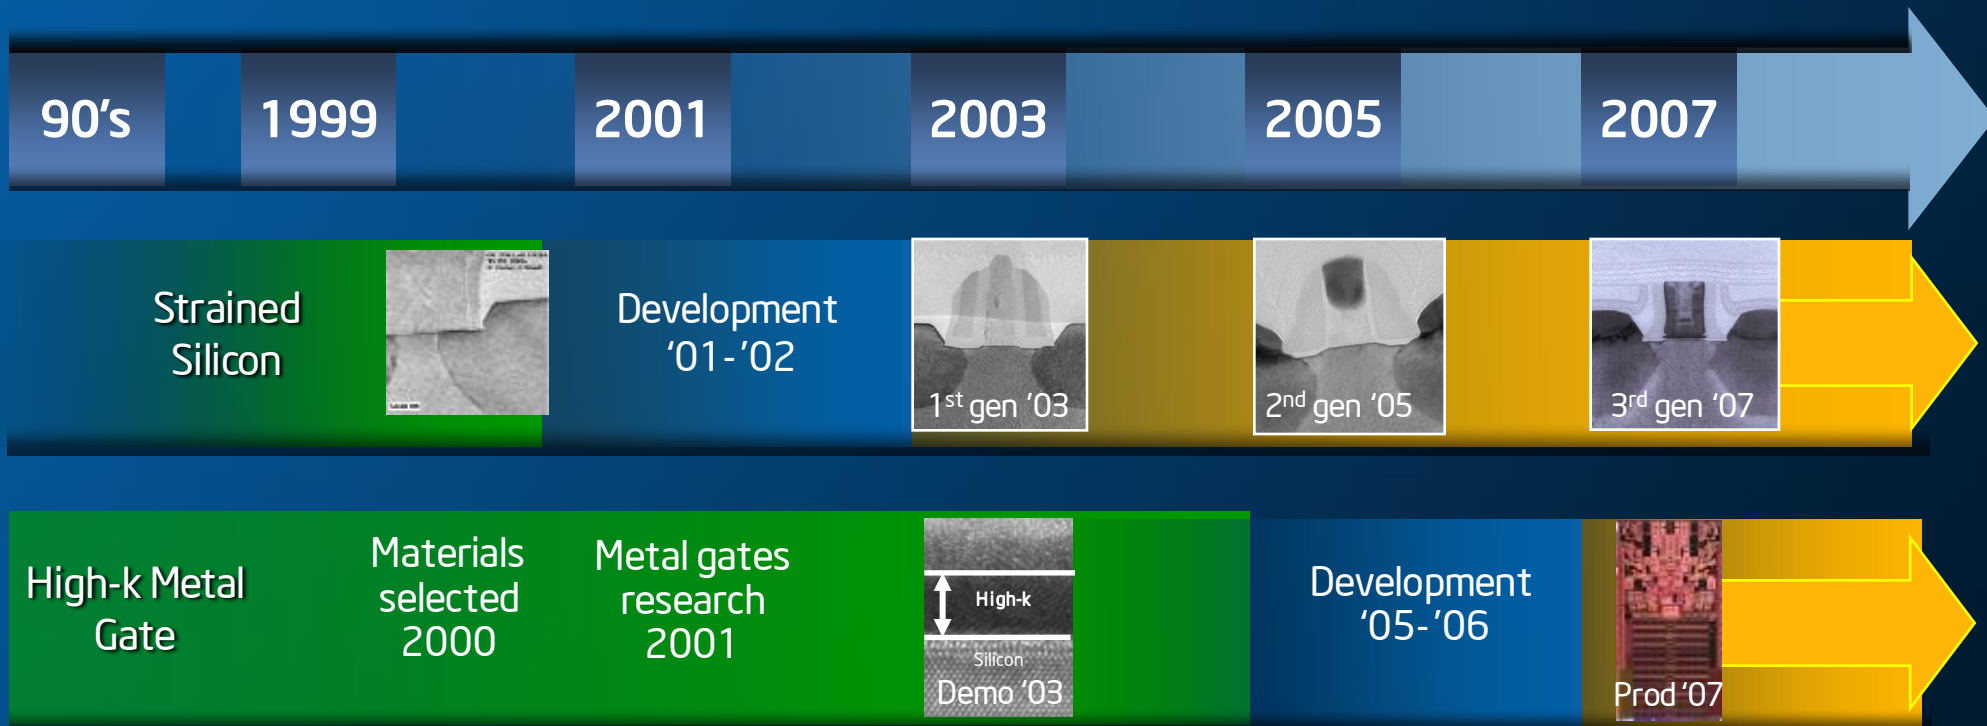 90's 1999 2001 2003 2005 2007
Strained
Silicon
Development
‘01-’02
1st gen ‘03
2nd gen ‘05
3rd gen ‘07
High-k Metal
Gate
Materials
selected
2000
Metal gates
research
2001
High-k
Silicon
Demo ‘03
Development
‘05-’06
Prod ‘07